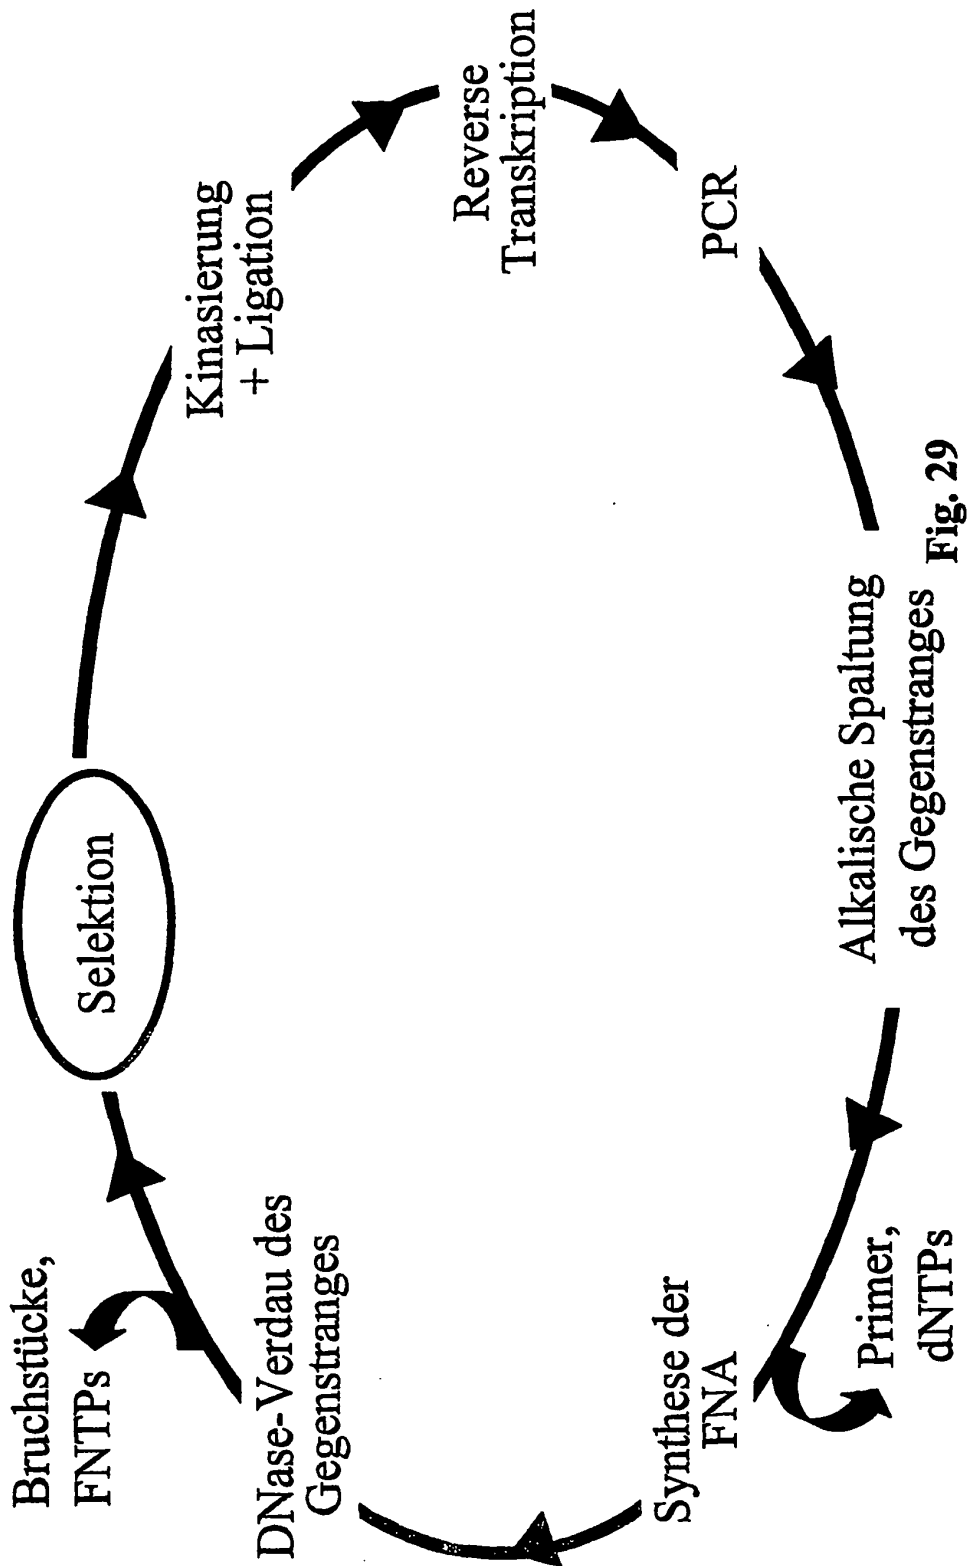 Selektion
Kinasierung
+ Ligation
Reverse
Transkription
PCR
Alkalische Spaltung
des Gegenstranges
Primer,
dNTPs
Synthese der
FNA
DNase-Verdau des
Gegenstranges
Bruchstücke,
FNTPs
Fig. 29